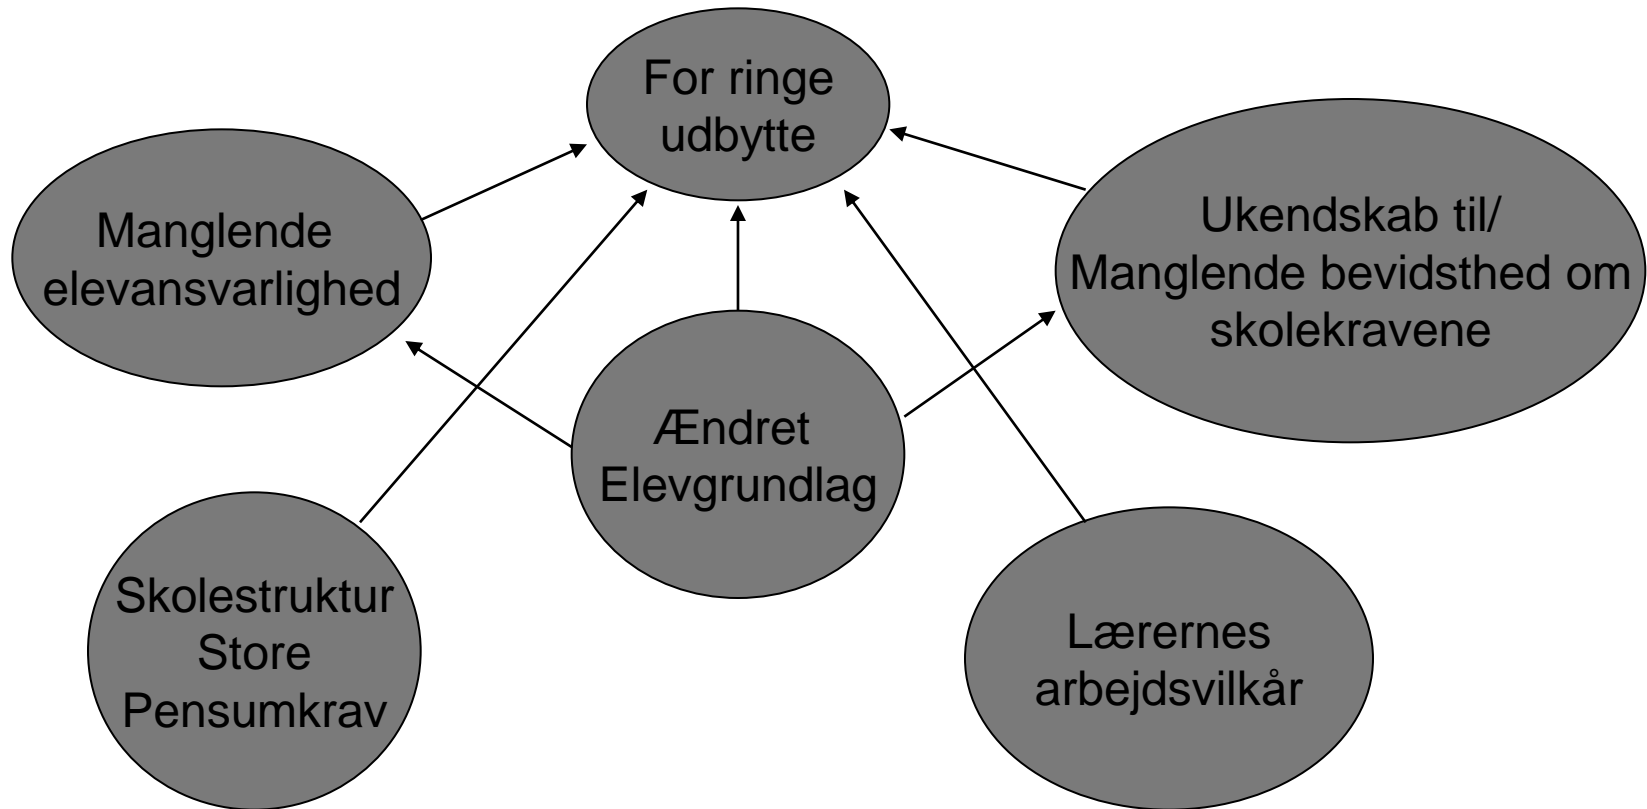 For ringe
udbytte
Manglende
elevansvarlighed
Ukendskab til/
Manglende bevidsthed om
skolekravene
Ændret
Elevgrundlag
Skolestruktur
Store
Pensumkrav
Lærernes
arbejdsvilkår